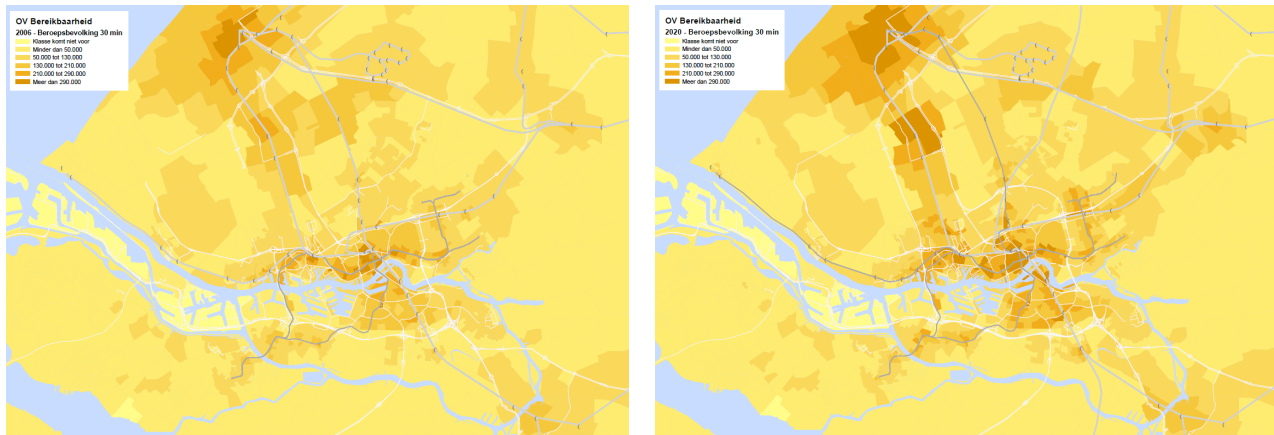 OV Bereikbaarheid
2006 - Beroepsbevolking 30 min
Klasse komt niet voor
Minder dan 50.000
50.000 tot 130.000
130.000 tot 210.000
210.000 tot 290.000
Meer dan 290.000
OV Bereikbaarheid
2020 - Beroepsbevolking 30 min
Klasse komt niet voor
Minder dan 50.000
50.000 tot 130.000
130.000 tot 210.000
210.000 tot 290.000
Meer dan 290.000